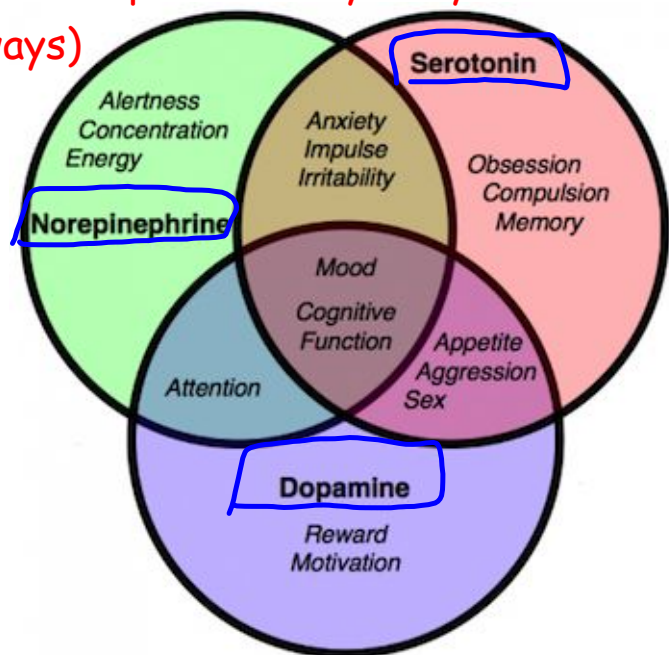 ways)
Serotonin
Alertness
Concentration
Energy
Anxiety
Impulse
Irritability
Obsession
Compulsion
Memory
Norepinephrine
Mood
Cognitive
Function
Appetite
Aggression
Sex
Attention
Dopamine
Reward
Motivation